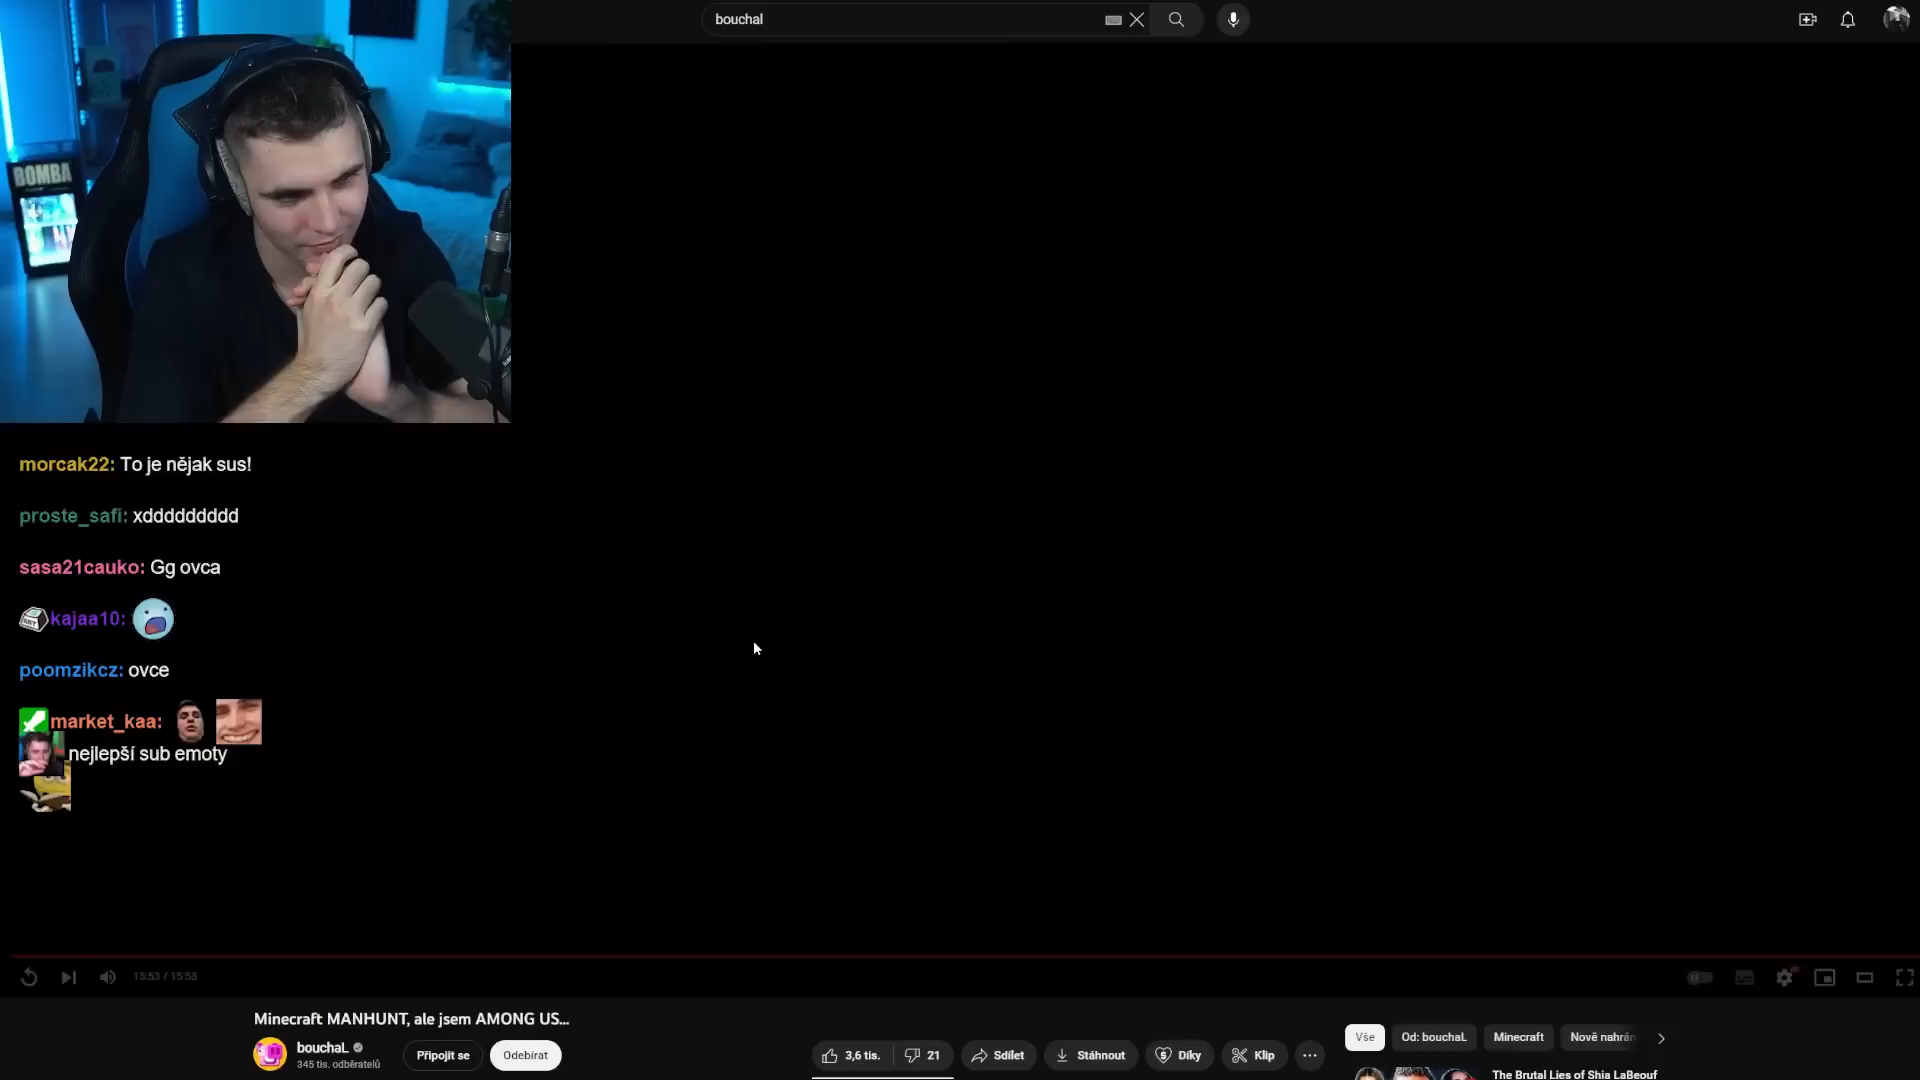 bouchal
BOMBA
morcak22: To je nějak sus!
proste_safi: xddddddddd
sasa21cauko: Gg ovca
kajaa10:
poomzikcz: ovce
market_kaa:
nejlepší sub emoty
15:53 / 15:53
Minecraft MANHUNT, ale jsem AMONG US...
bouchaL
345 tis. odběratelů
Připojit se
Odebírat
3,6 tis.
21
Sdílet
Stáhnout
Díky
Klip
Vše
Od: bouchaL
Minecraft
Nově nahrán
The Brutal Lies of Shia LaBeouf